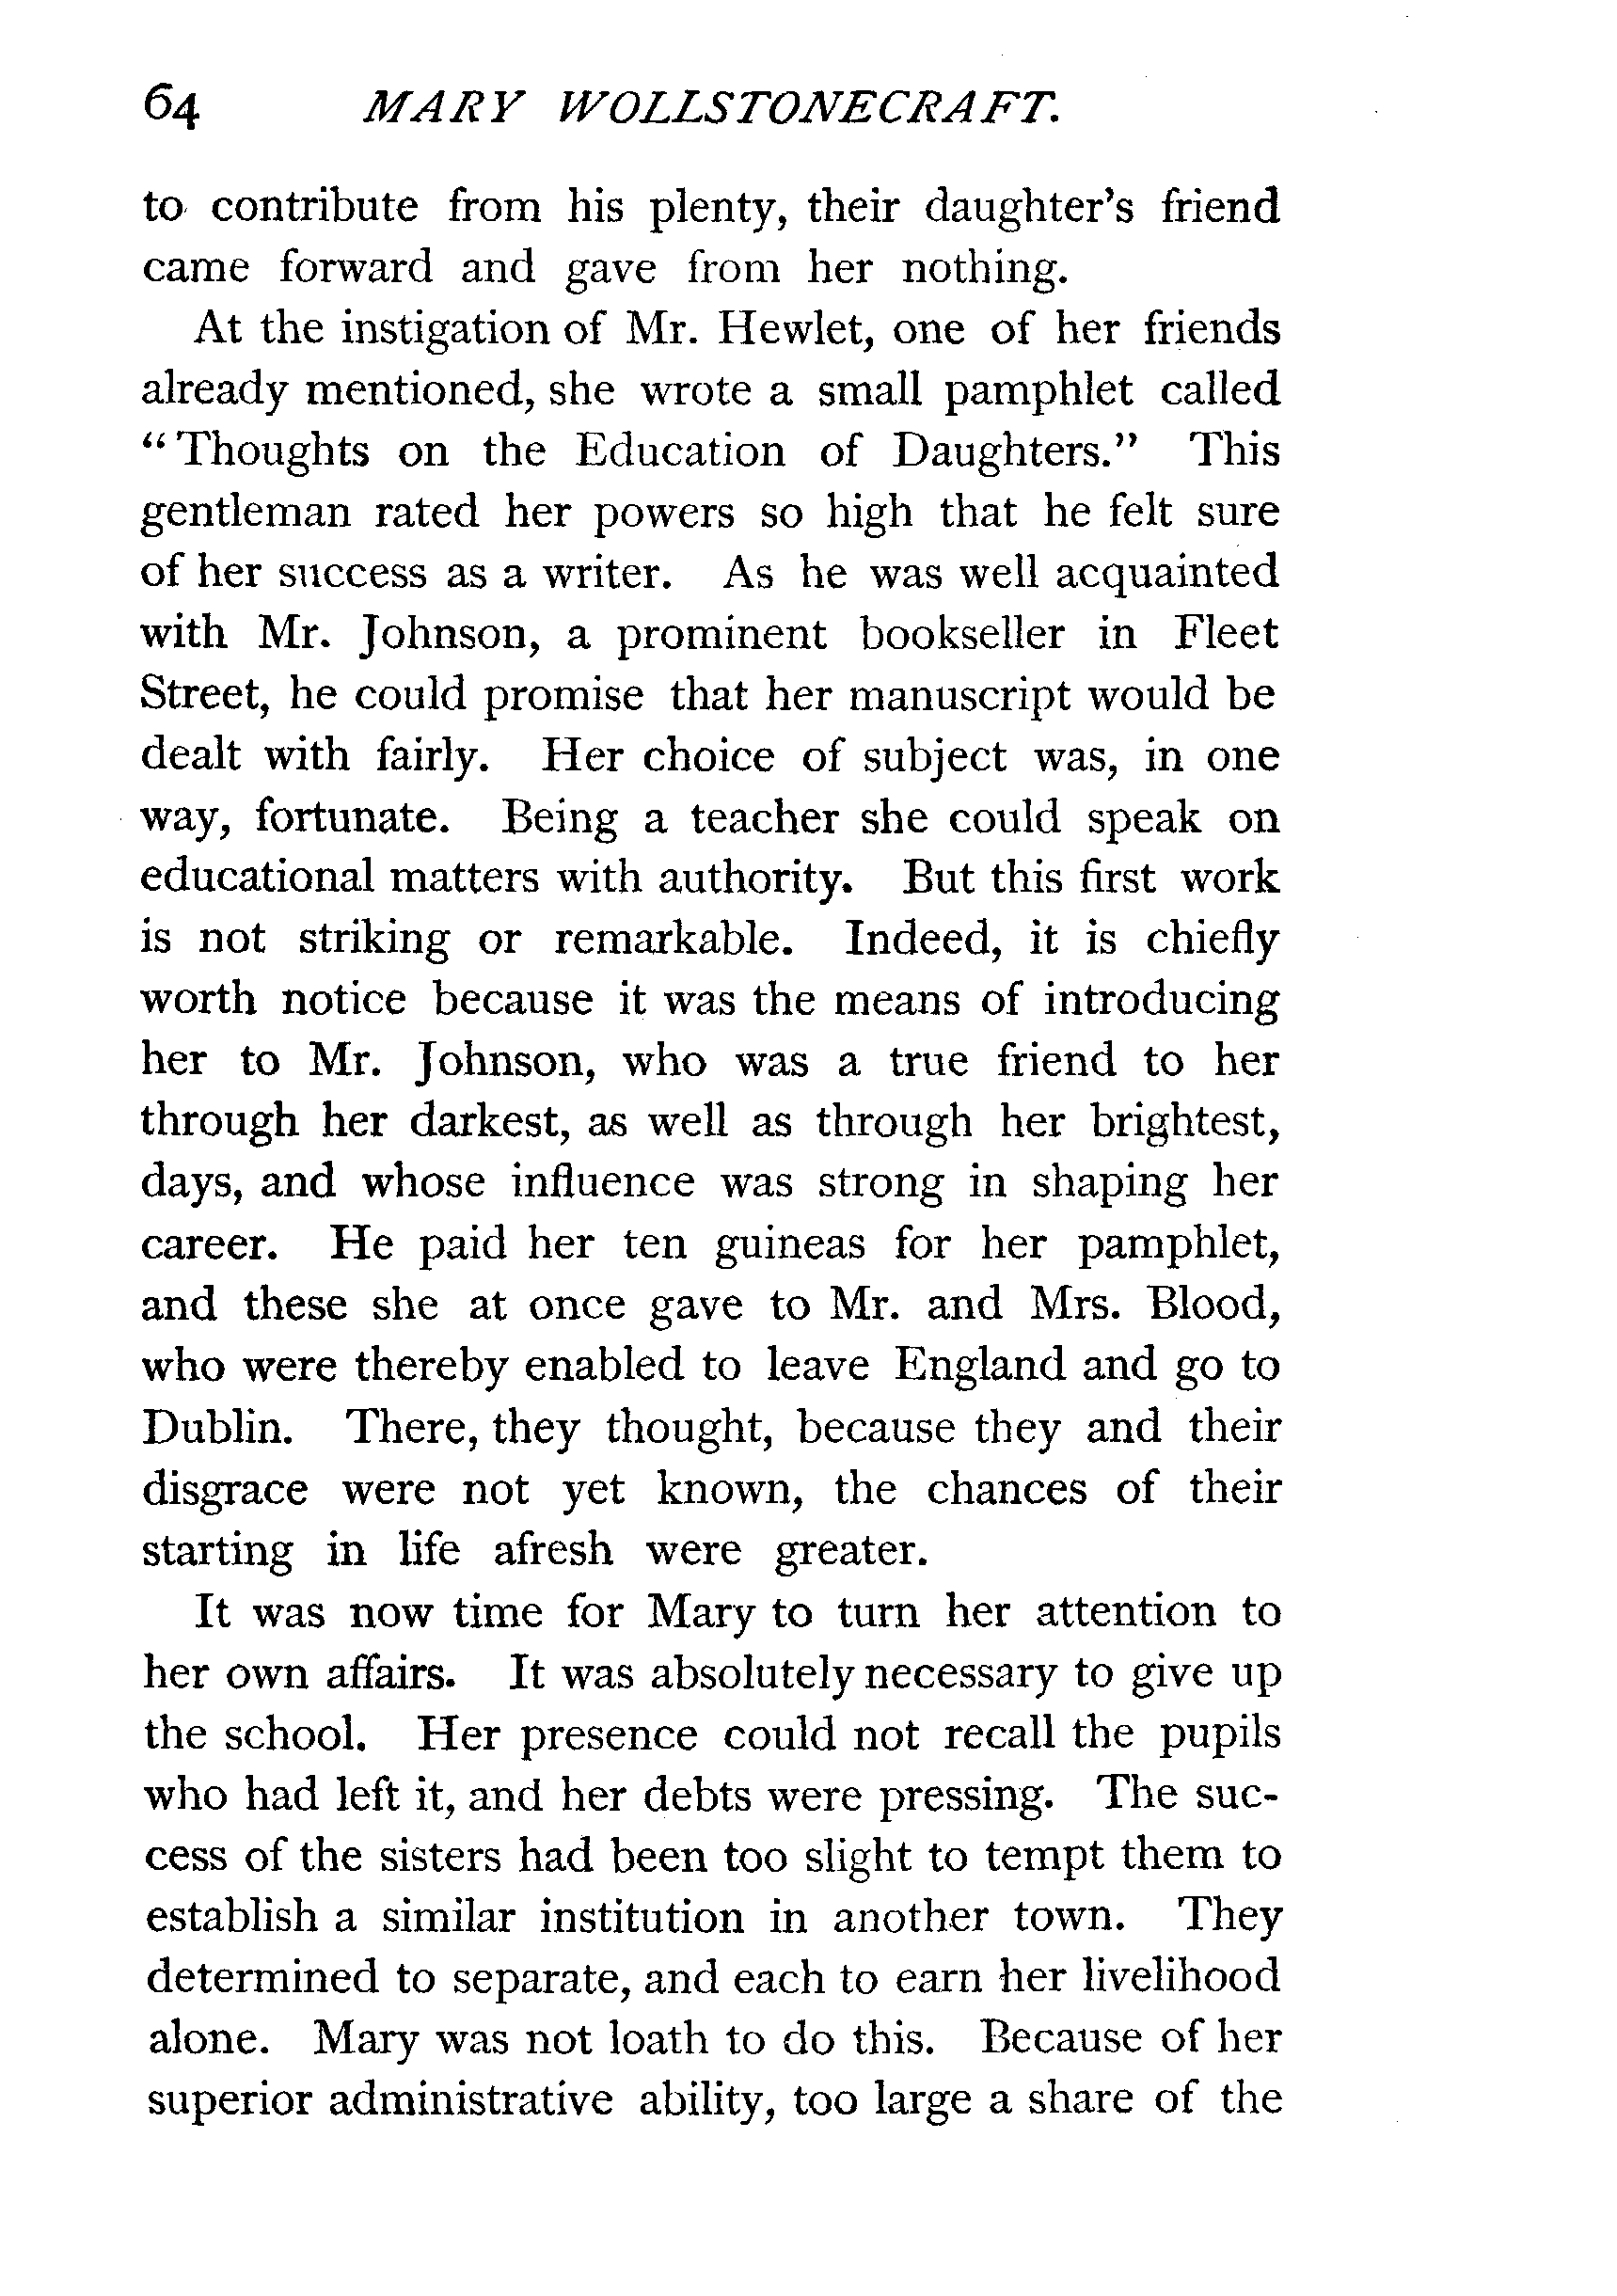 64 MARY WOLLSTONECRAFT.
to contribute from his plenty, their daughter's friend
came forward and gave from her nothing.
At the instigation of Mr. Hewlet, one of her friends
already mentioned, she wrote a small pamphlet called
“Thoughts on the Education of Daughters.” This
gentleman rated her powers so high that he felt sure
of her success as a writer. As he was well acquainted
with Mr. Johnson, a prominent bookseller in Fleet
Street, he could promise that her manuscript would be
dealt with fairly. Her choice of subject was, in one
way, fortunate. Being a teacher she could speak on
educational matters with authority. But this first work
is not striking or remarkable. Indeed, it is chiefly
worth notice because it was the means of introducing
her to Mr. Johnson, who was a true friend to her
through her darkest, as well as through her brightest,
days, and whose influence was strong in shaping her
career. He paid her ten guineas for her pamphlet,
and these she at once gave to Mr. and Mrs. Blood,
who were thereby enabled to leave England and go to
Dublin. There, they thought, because they and their
disgrace were not yet known, the chances of their
starting in life afresh were greater.
It was now time for Mary to turn her attention to
her own affairs. It was absolutely necessary to give up
the school. Her presence could not recall the pupils
who had left it, and her debts were pressing. The suc-
cess of the sisters had been too slight to tempt them to
establish a similar institution in another town. They
determined to separate, and each to earn her livelihood
alone. Mary was not loath to do this. Because of her
superior administrative ability, too large a share of the